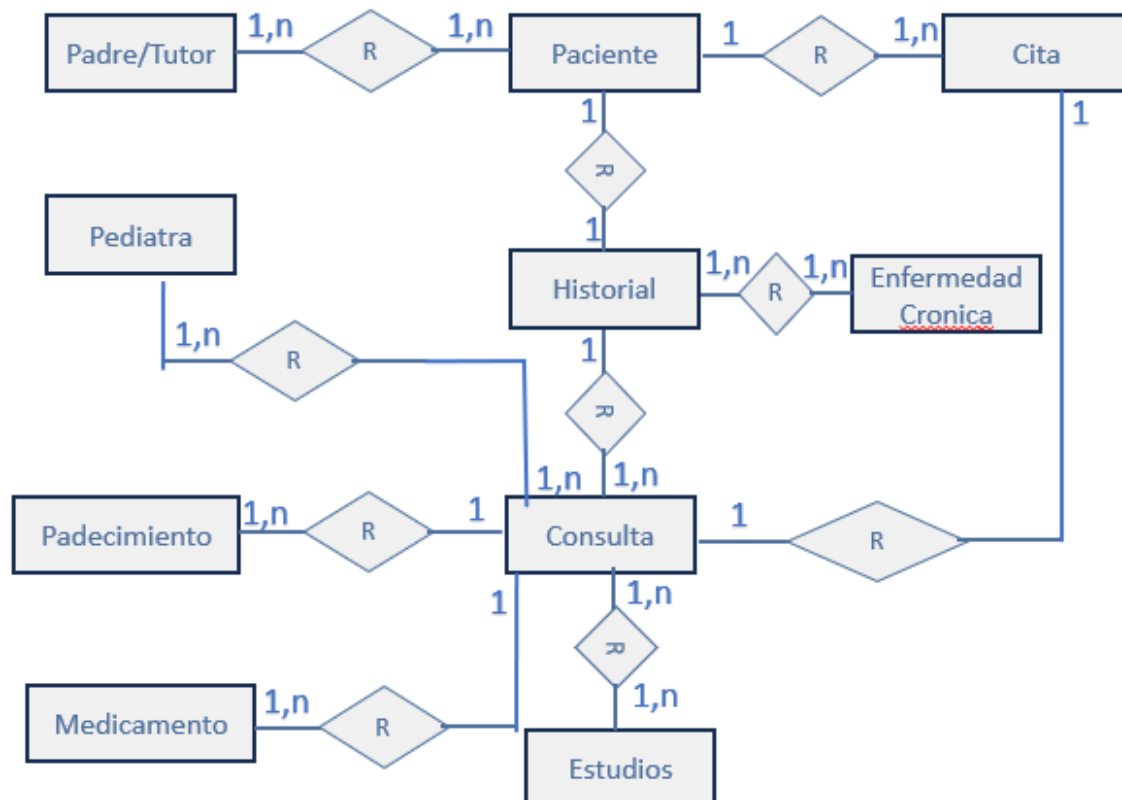 1,n
1,n
1
1,n
Padre/Tutor
R
Paciente
R
Cita
1
1
R
Pediatra
1
1,n
1,n
Historial
R
Enfermedad
Cronica
1,n
R
1
R
1,n
1,n
1,n
1
1
Padecimiento
R
Consulta
R
1
1,n
R
1,n
1,n
Medicamento
R
Estudios